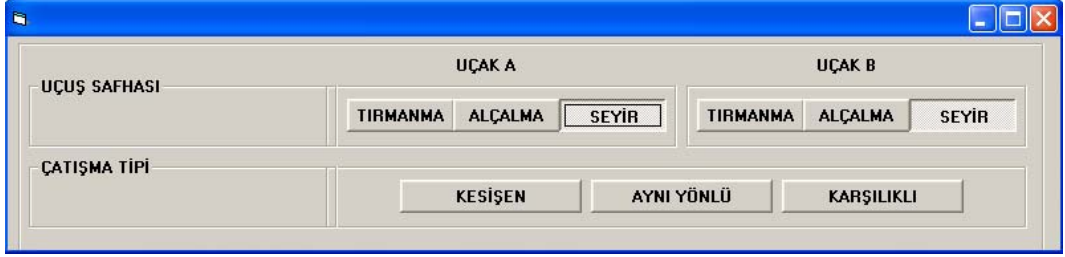 UÇAK A UÇAK B
UÇUŞ SAFHASI
TIRMANMA ALÇALMA SEYİR TIRMANMA ALÇALMA SEYİR
ÇATIŞMA TİPİ
KESİŞEN AYNI YÖNLÜ KARŞILIKLI